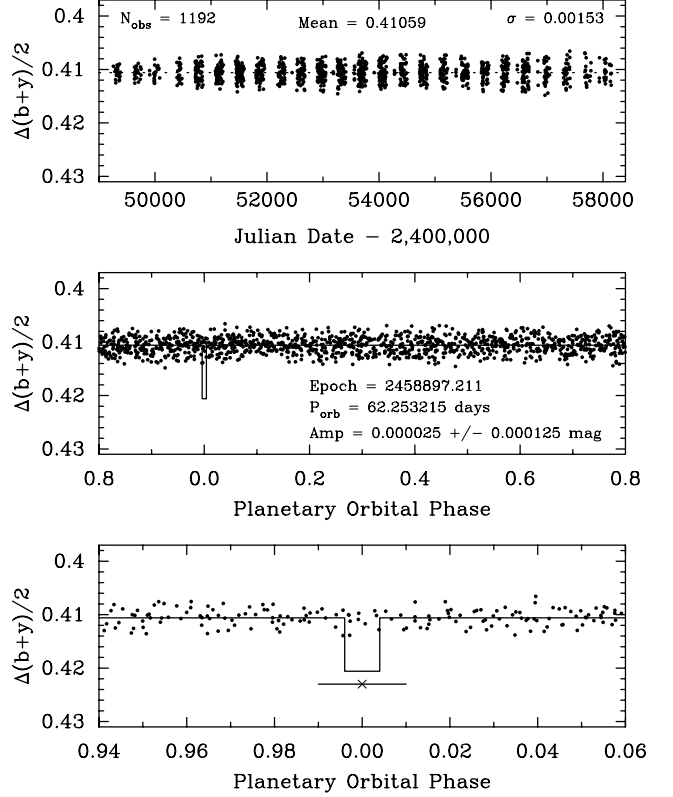 N_obs = 1192
Mean = 0.41059
σ = 0.00153
0.4
0.41
0.42
0.43
Δ(b+y)/2
50000 52000 54000 56000 58000
Julian Date − 2,400,000
0.4
0.41
0.42
0.43
Δ(b+y)/2
Epoch = 2458897.211
P_orb = 62.253215 days
Amp = 0.000025 +/− 0.000125 mag
0.8 0.0 0.2 0.4 0.6 0.8
Planetary Orbital Phase
0.4
0.41
0.42
0.43
Δ(b+y)/2
0.94 0.96 0.98 0.00 0.02 0.04 0.06
Planetary Orbital Phase